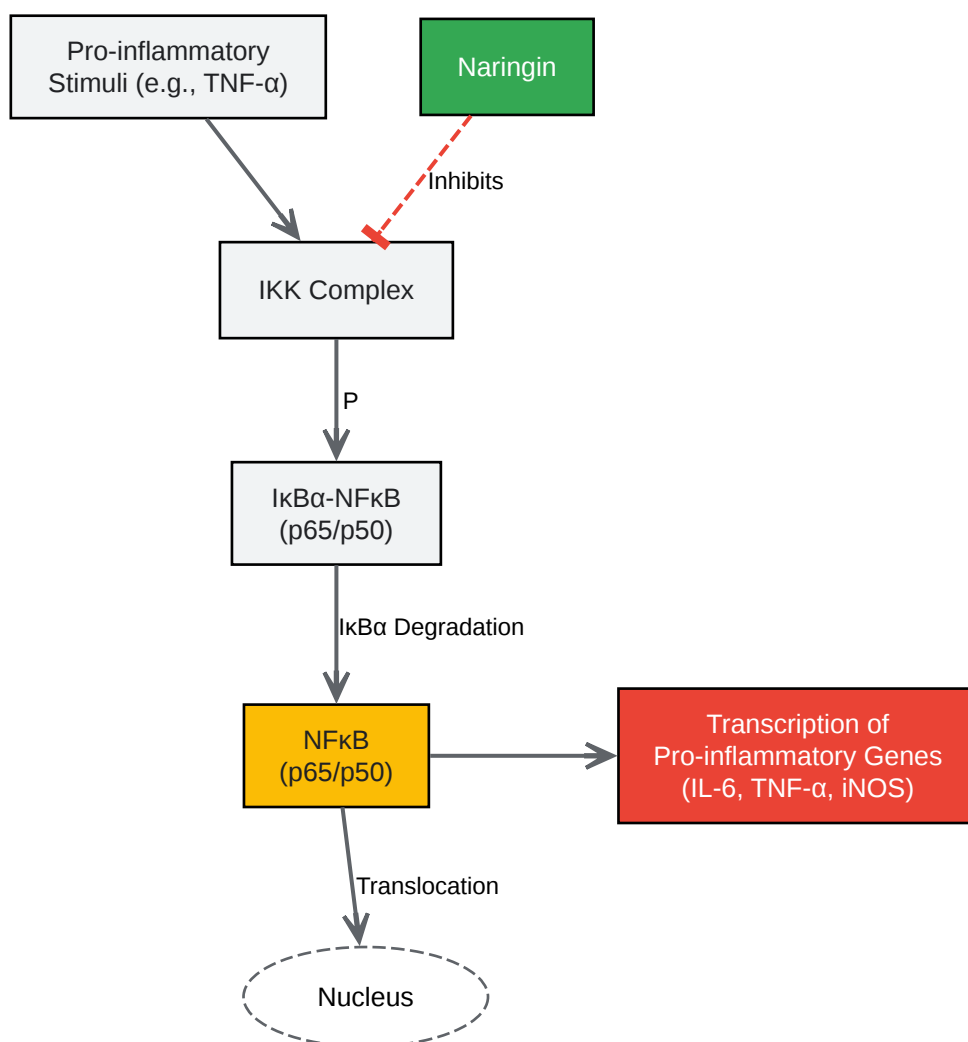 Pro-inflammatory
Stimuli (e.g., TNF-α)
Naringin
Inhibits
IKK Complex
P
IκBα-NFκB
(p65/p50)
IκBα Degradation
NFκB
(p65/p50)
Transcription of
Pro-inflammatory Genes
(IL-6, TNF-α, iNOS)
Translocation
Nucleus